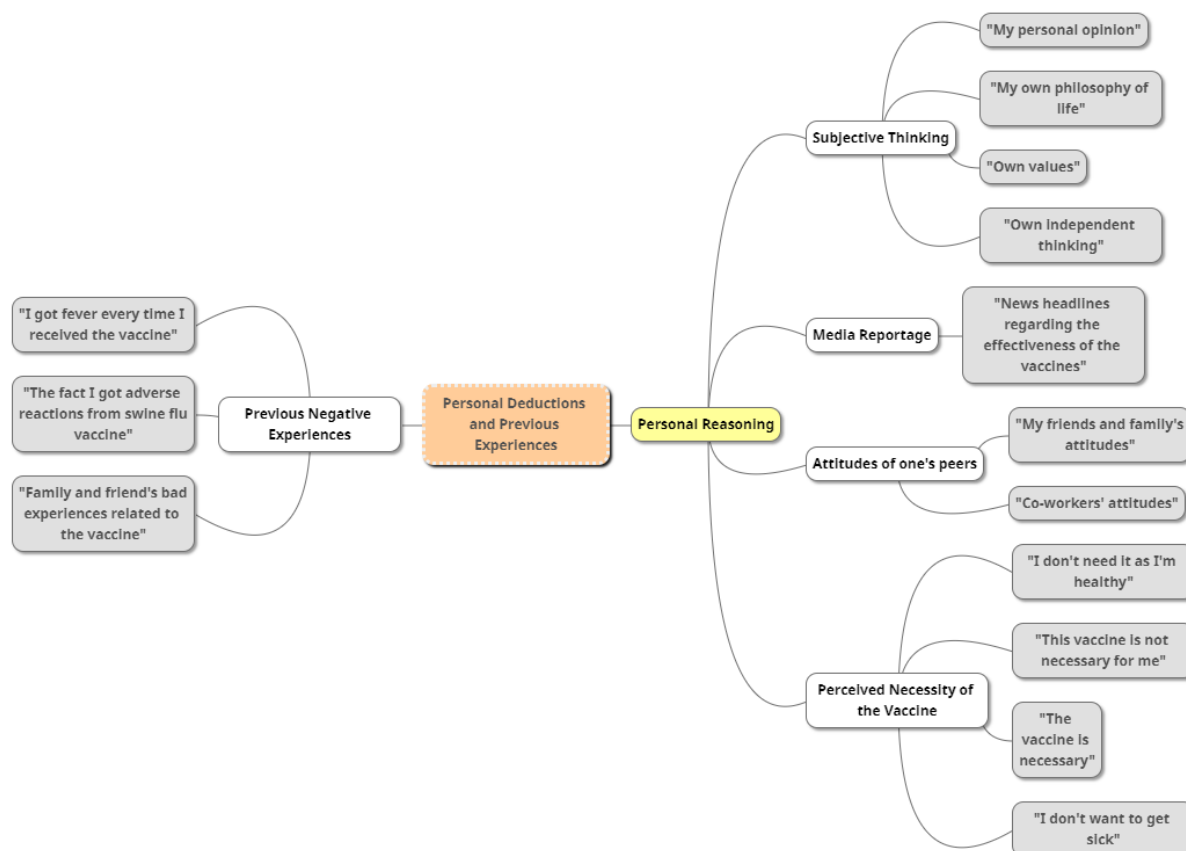 "I got fever every time I
received the vaccine"
"The fact I got adverse
reactions from swine flu
vaccine"
"Family and friend's bad
experiences related to
the vaccine"
Previous Negative
Experiences
Personal Deductions
and Previous
Experiences
Personal Reasoning
Subjective Thinking
"My personal opinion"
"My own philosophy of
life"
"Own values"
"Own independent
thinking"
Media Reportage
"News headlines
regarding the
effectiveness of the
vaccines"
Attitudes of one's peers
"My friends and family's
attitudes"
"Co-workers' attitudes"
Perceived Necessity of
the Vaccine
"I don't need it as I'm
healthy"
"This vaccine is not
necessary for me"
"The
vaccine is
necessary"
"I don't want to get
sick"